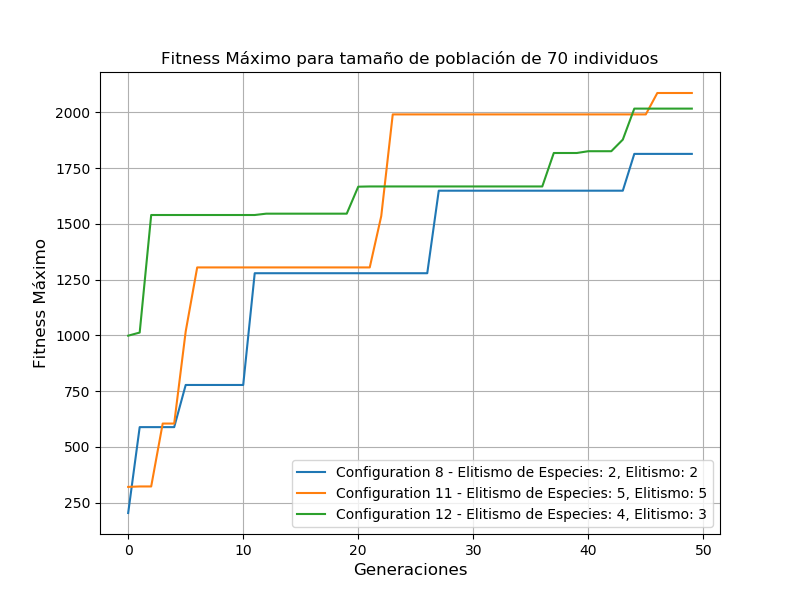 Fitness Máximo para tamaño de población de 70 individuos
Fitness Máximo
2000
1750
1500
1250
1000
750
500
250
Configuration 8 - Elitismo de Especies: 2, Elitismo: 2
Configuration 11 - Elitismo de Especies: 5, Elitismo: 5
Configuration 12 - Elitismo de Especies: 4, Elitismo: 3
0 10 20 30 40 50
Generaciones